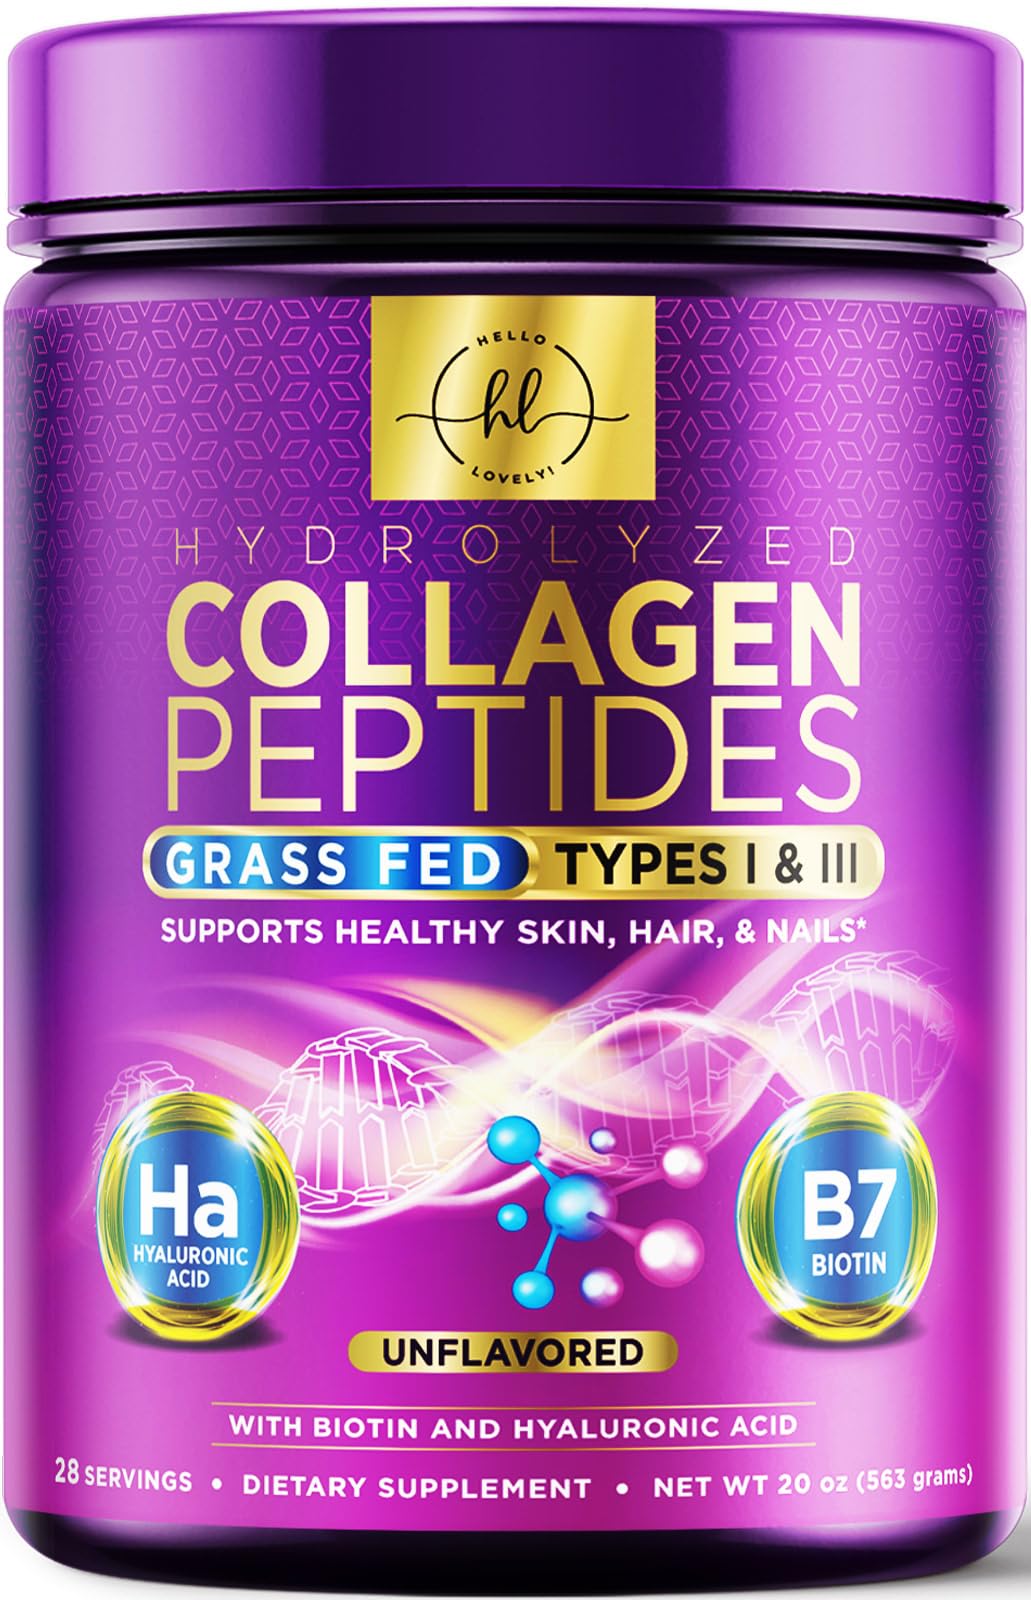 HELLO
hl
LOVELY!
HYDROLYZED
COLLAGEN
PEPTIDES
GRASS FED TYPES I & III
SUPPORTS HEALTHY SKIN, HAIR, & NAILS*
Ha
HYALURONIC
ACID
B7
BIOTIN
UNFLAVORED
WITH BIOTIN AND HYALURONIC ACID
28 SERVINGS • DIETARY SUPPLEMENT • NET WT 20 oz (563 grams)